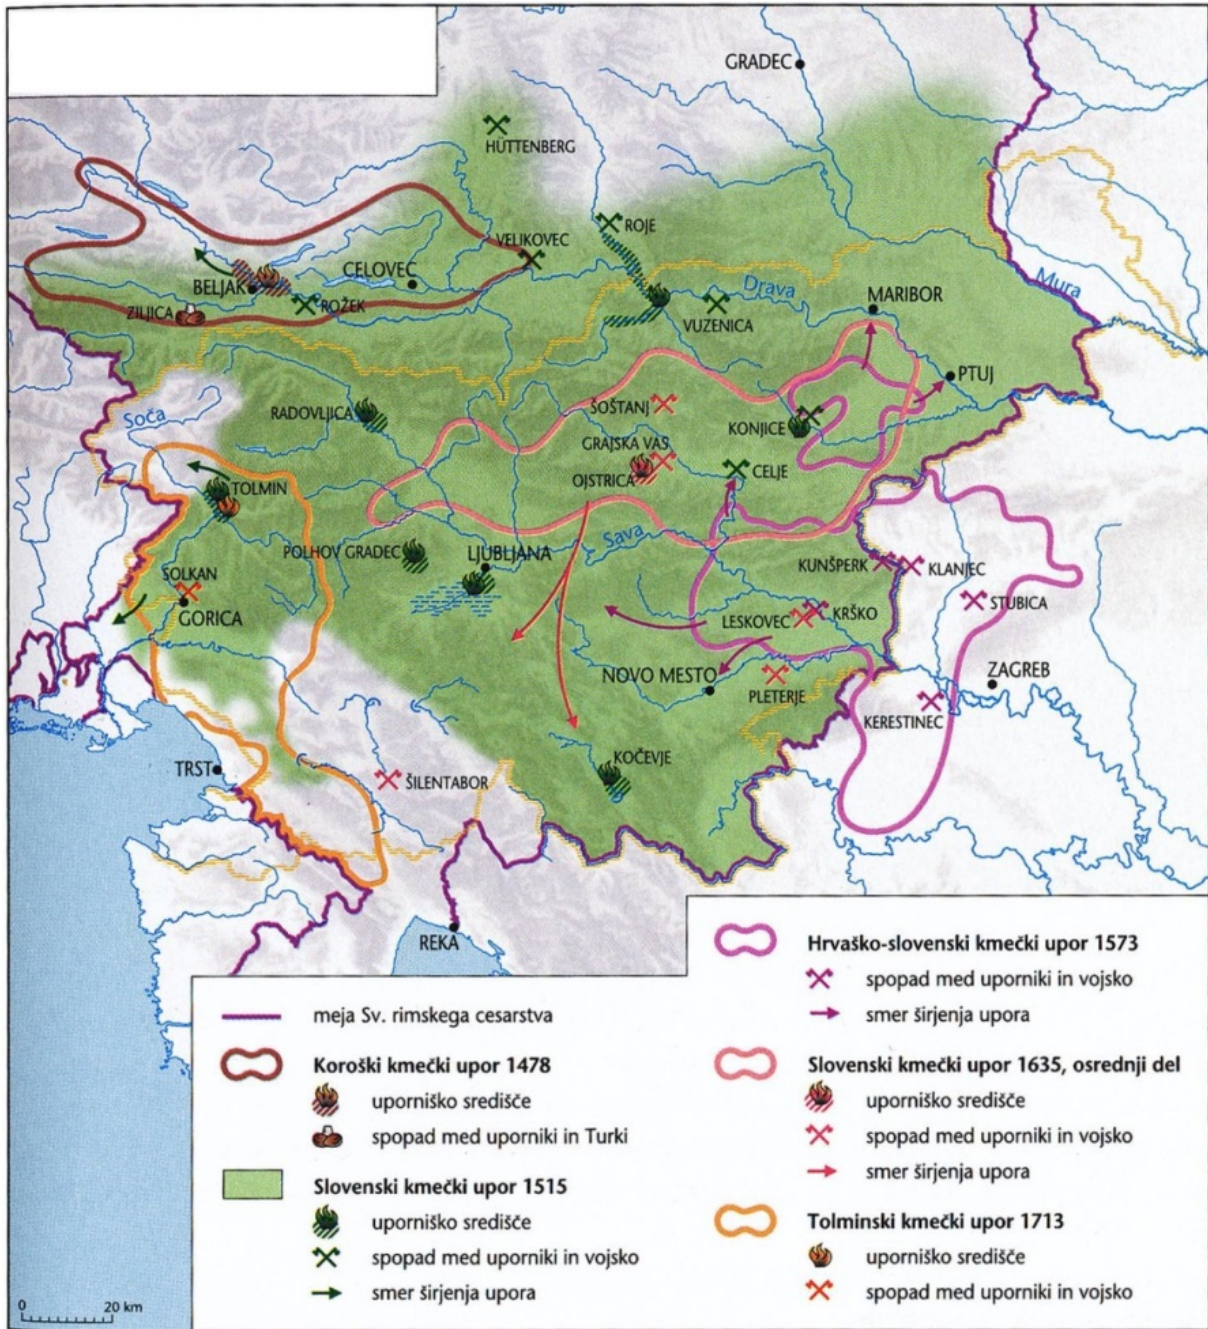 GRADEC
HÜTTENBERG
ROJE
VELIKOVEC
CELOVEC
BELJAK
ROŽEK
ZILJICA
Drava
Mura
MARIBOR
VUZENICA
PTUJ
Soča
RADOVLJICA
ŠOŠTANJ
KONJICE
GRAJSKA VAS
OJSTRICA
CELJE
TOLMIN
Sava
POLHOV GRADEC
LJUBLJANA
KUNŠPERK
KLANJEC
SOLKAN
GORICA
STUBICA
LESKOVEC
KRŠKO
NOVO MESTO
PLETERJE
ZAGREB
KERESTINEC
KOČEVJE
TRST
ŠILENTABOR
REKA
meja Sv. rimskega cesarstva
Koroški kmečki upor 1478
uporniško središče
spopad med uporniki in Turki
Slovenski kmečki upor 1515
uporniško središče
spopad med uporniki in vojsko
smer širjenja upora
Hrvaško-slovenski kmečki upor 1573
spopad med uporniki in vojsko
smer širjenja upora
Slovenski kmečki upor 1635, osrednji del
uporniško središče
spopad med uporniki in vojsko
smer širjenja upora
Tolminski kmečki upor 1713
uporniško središče
spopad med uporniki in vojsko
0 20 km